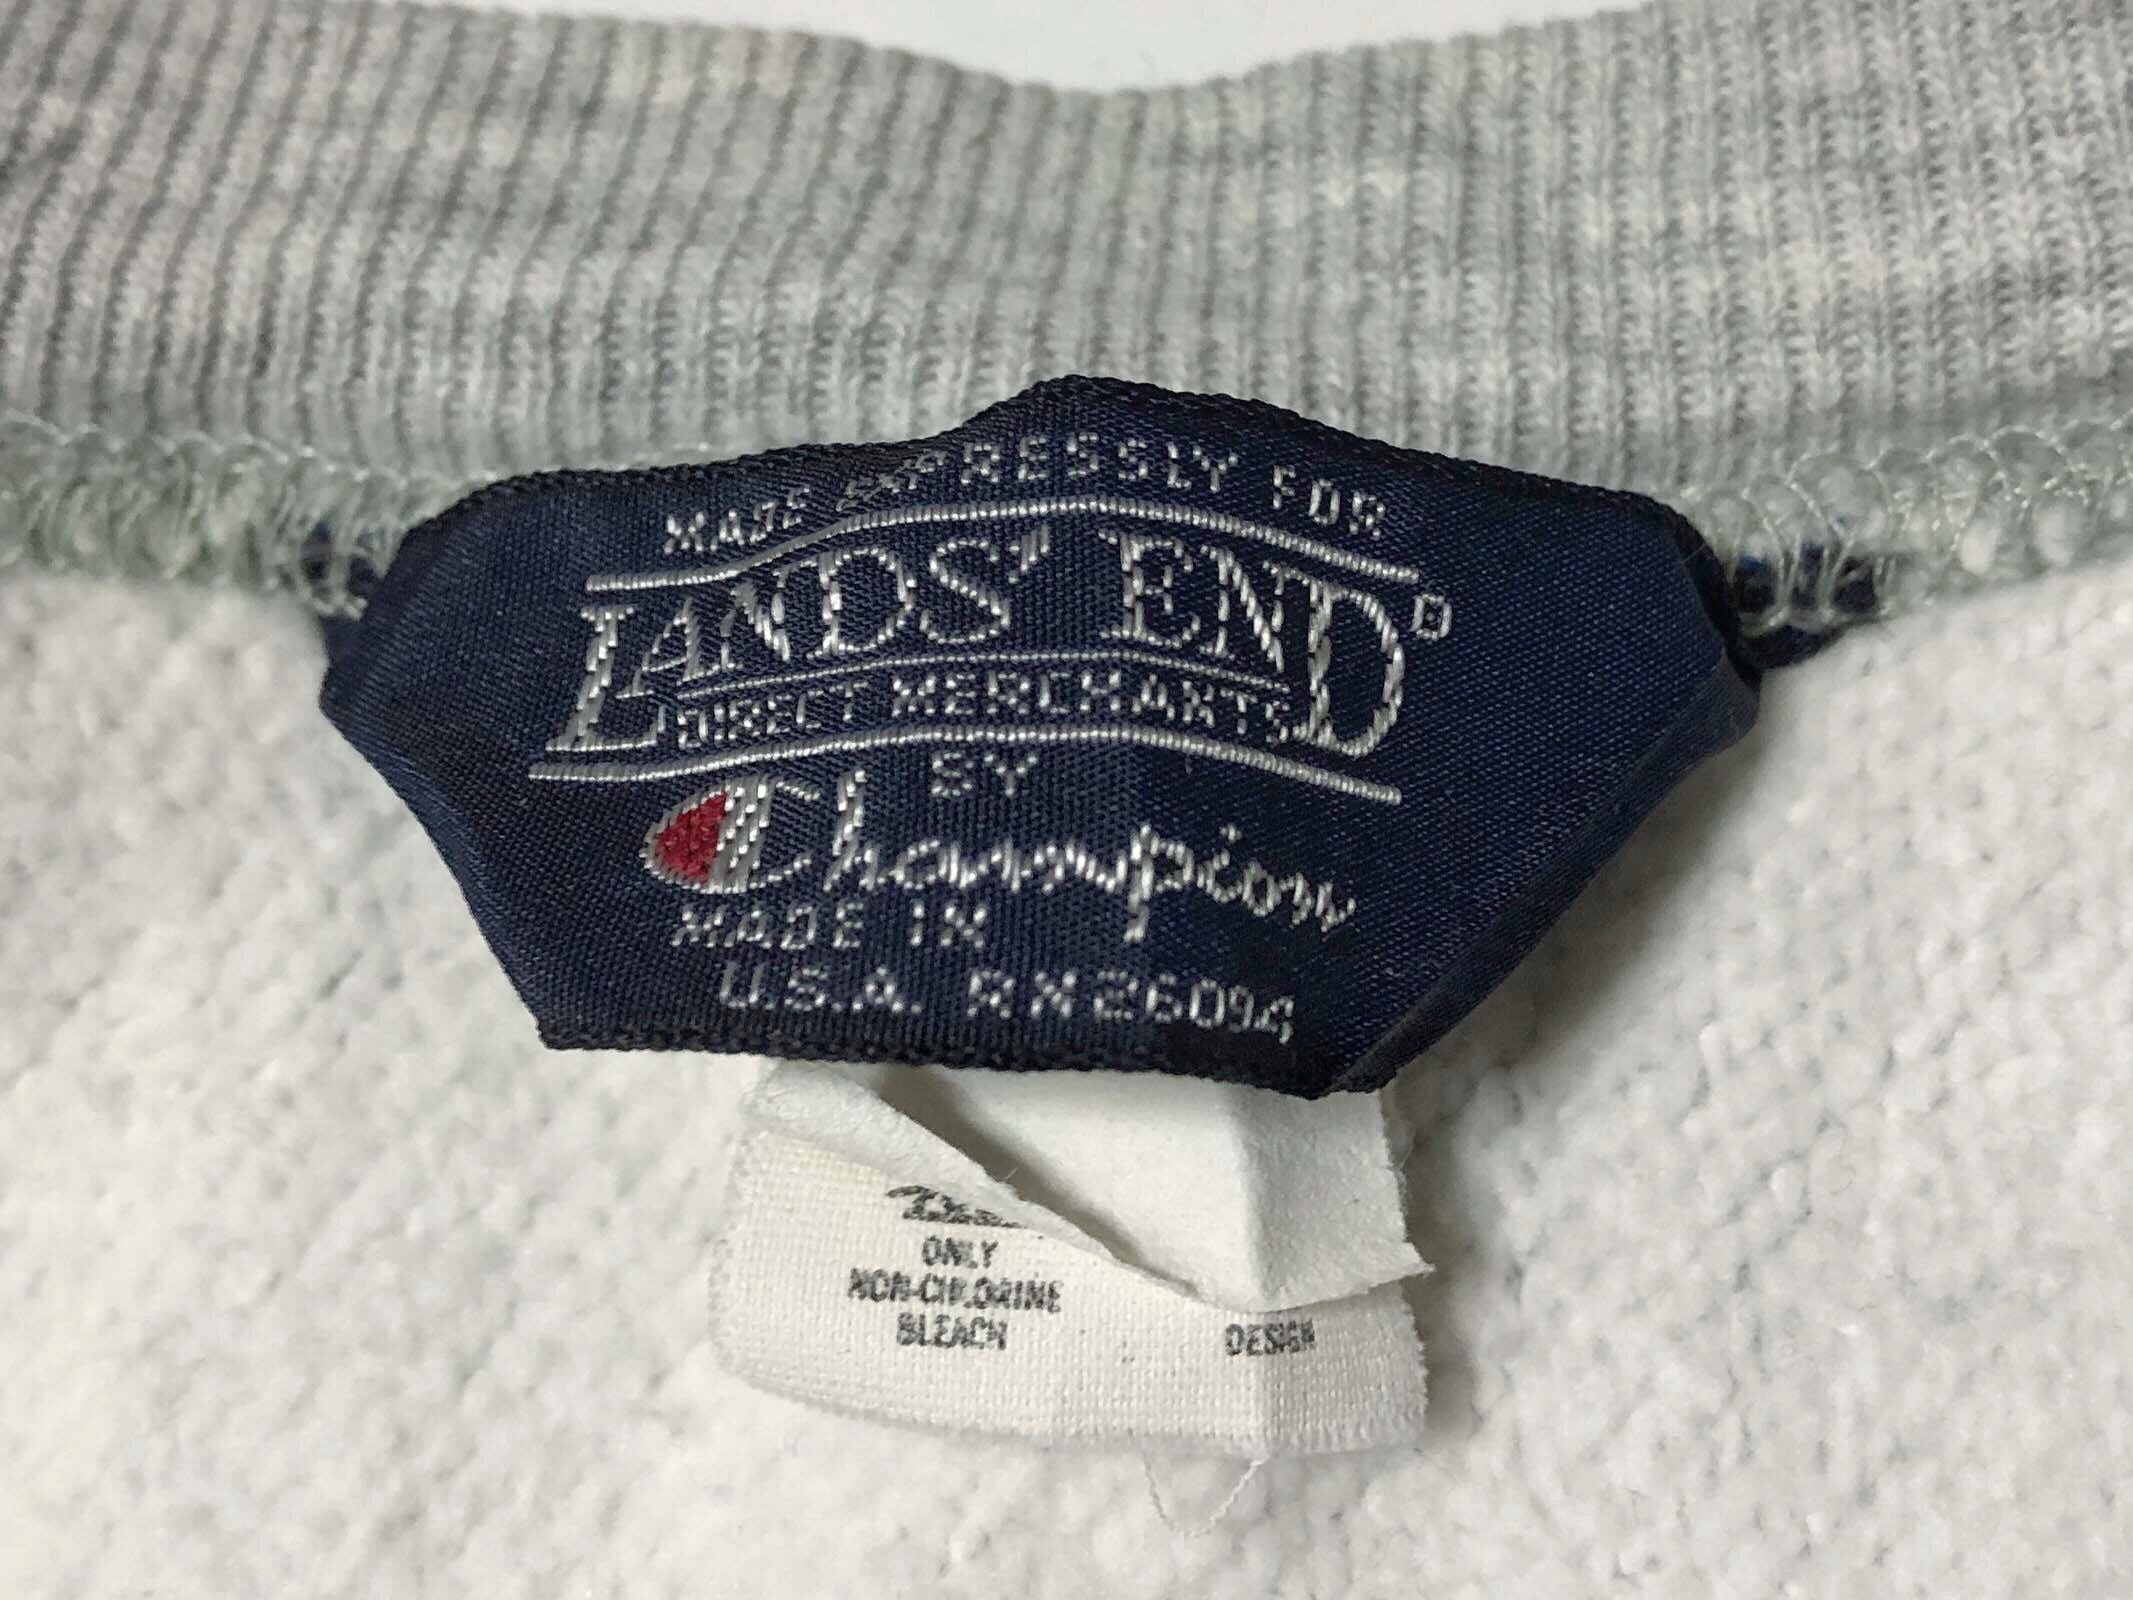 MADE EXPRESSLY FOR
LANDS' END®
DIRECT MERCHANTS
BY
Champion
MADE IN
U.S.A. RN26094
ONLY
NON-CHLORINE
BLEACH
DESIGN